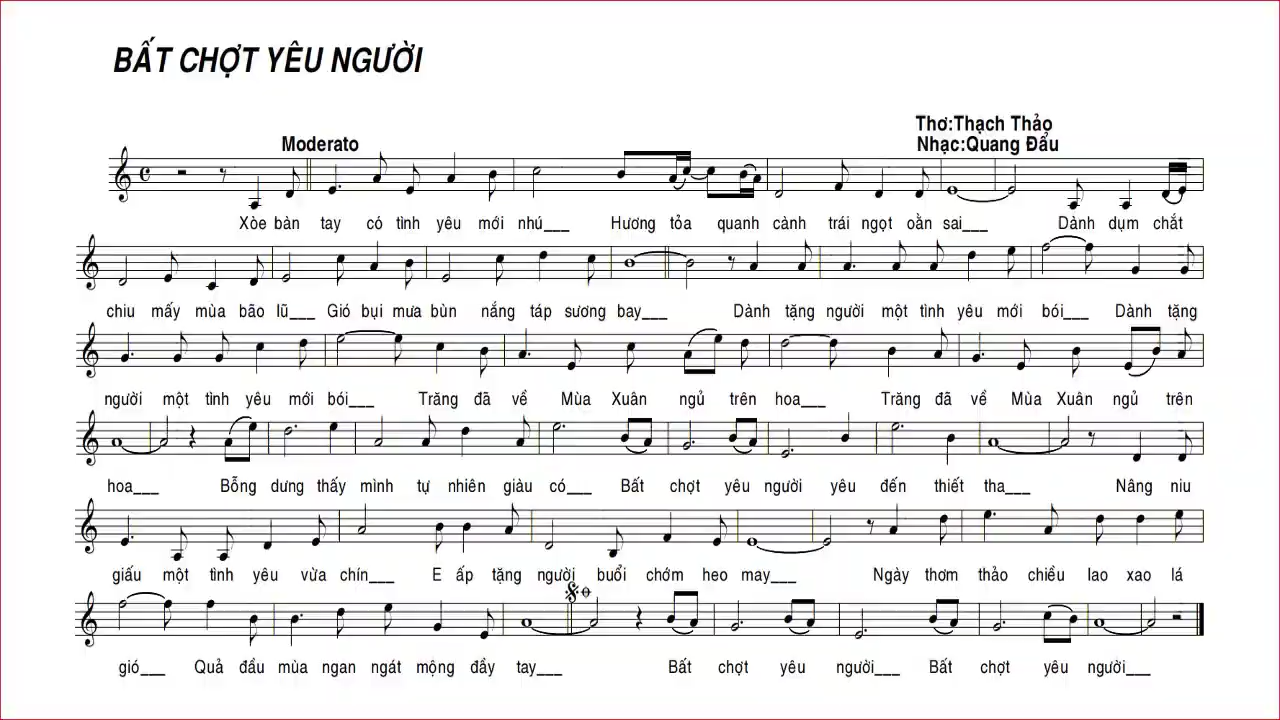 BẤT CHỢT YÊU NGƯỜI
Thơ:Thạch Thảo
Moderato
Nhạc:Quang Đẩu
Xòe bàn tay có tình yêu mới nhú___ Hương tỏa quanh cành trái ngọt oằn sai___ Dành dụm chắt
chiu mấy mùa bão lũ___ Gió bụi mưa bùn nắng táp sương bay___ Dành tặng người một tình yêu mới bói___ Dành tặng
người một tình yêu mới bói___ Trăng đã về Mùa Xuân ngủ trên hoa___ Trăng đã về Mùa Xuân ngủ trên
hoa___ Bỗng dưng thấy mình tự nhiên giàu có___ Bất chợt yêu người yêu đến thiết tha___ Nâng niu
giấu một tình yêu vừa chín___ E ấp tặng người buổi chớm heo may___ Ngày thơm thảo chiều lao xao lá
gió___ Quả đầu mùa ngan ngát mộng đầy tay___ Bất chợt yêu người___ Bất chợt yêu người___